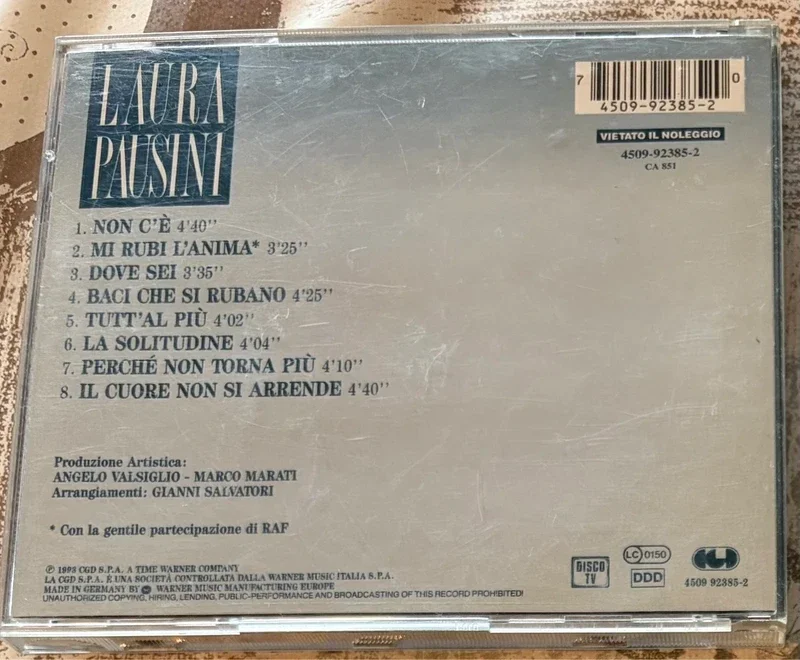 LAURA
PAUSINI
7
0
4509-92385-2
VIETATO IL NOLEGGIO
4509-92385-2
CA 851
1. NON C'È 4'40''
2. MI RUBI L'ANIMA* 3'25''
3. DOVE SEI 3'35''
4. BACI CHE SI RUBANO 4'25''
5. TUTT'AL PIÙ 4'02''
6. LA SOLITUDINE 4'04''
7. PERCHÉ NON TORNA PIÙ 4'10''
8. IL CUORE NON SI ARRENDE 4'40''
Produzione Artistica:
ANGELO VALSIGLIO - MARCO MARATI
Arrangiamenti: GIANNI SALVATORI
* Con la gentile partecipazione di RAF
℗ 1993 CGD S.P.A. A TIME WARNER COMPANY
LA CGD S.P.A. È UNA SOCIETÀ CONTROLLATA DALLA WARNER MUSIC ITALIA S.P.A.
MADE IN GERMANY BY WARNER MUSIC MANUFACTURING EUROPE
UNAUTHORIZED COPYING, HIRING, LENDING, PUBLIC-PERFORMANCE AND BROADCASTING OF THIS RECORD PROHIBITED!
DISCO
TV
LC 0150
DDD
CGD
4509 92385-2